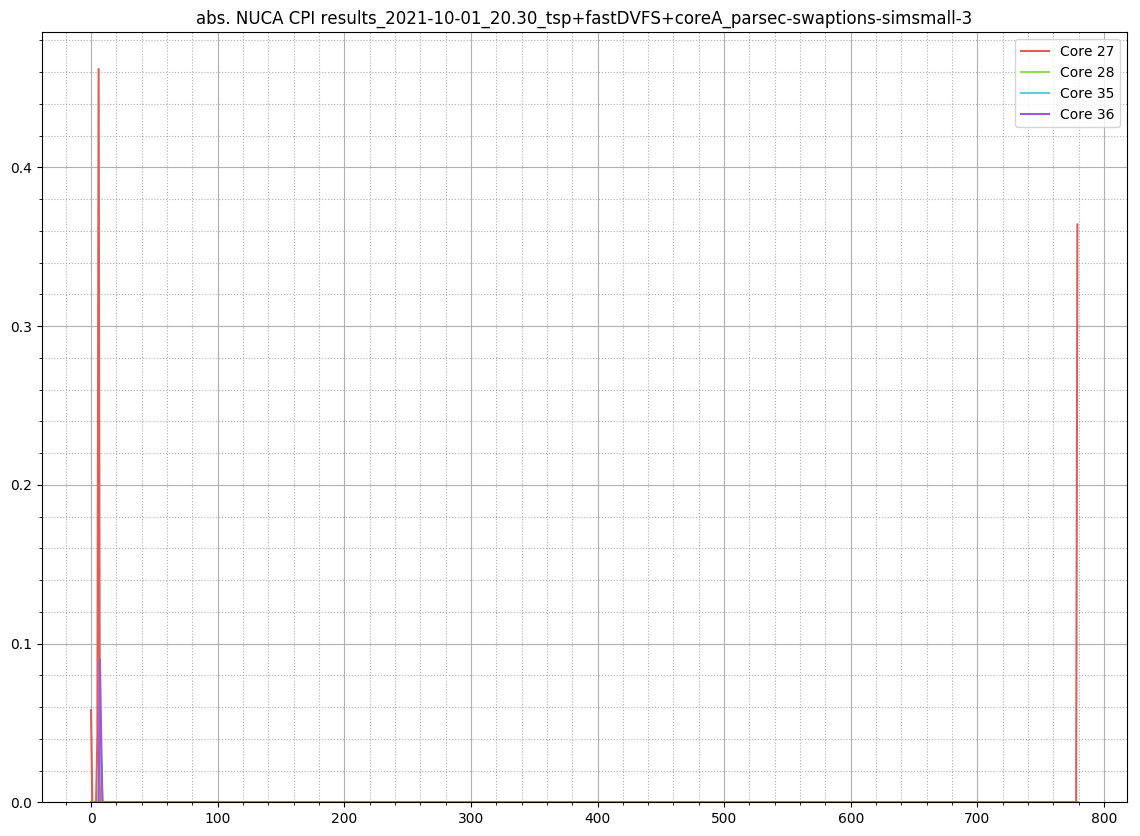 abs. NUCA CPI results_2021-10-01_20.30_tsp+fastDVFS+coreA_parsec-swaptions-simsmall-3
Core 27
Core 28
Core 35
Core 36
0.4
0.3
0.2
0.1
0.0
0 100 200 300 400 500 600 700 800